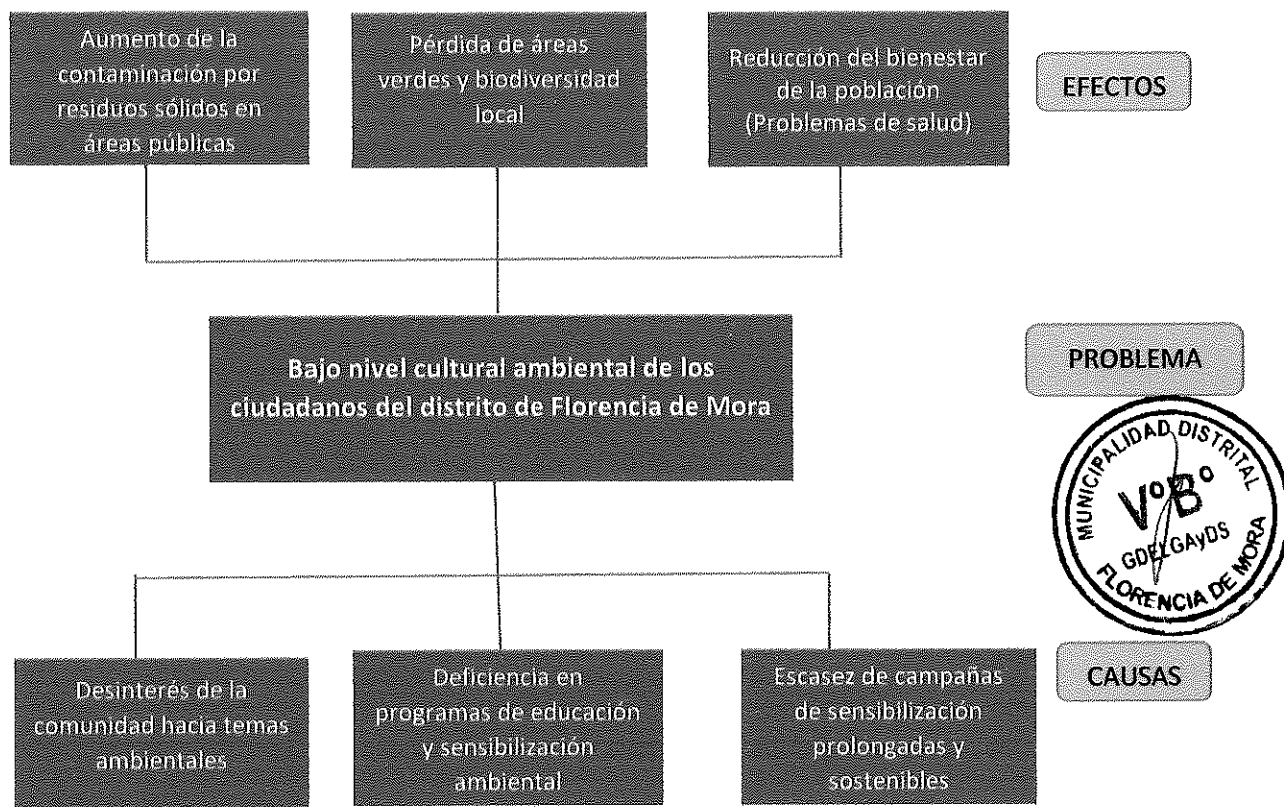 Aumento de la
contaminación por
residuos sólidos en
áreas públicas
Pérdida de áreas
verdes y biodiversidad
local
Reducción del bienestar
de la población
(Problemas de salud)
EFECTOS
Bajo nivel cultural ambiental de los
ciudadanos del distrito de Florencia de Mora
PROBLEMA
MUNICIPALIDAD DISTRITAL
V°B°
GDELGAyDS
FLORENCIA DE MORA
Desinterés de la
comunidad hacia temas
ambientales
Deficiencia en
programas de educación
y sensibilización
ambiental
Escasez de campañas
de sensibilización
prolongadas y
sostenibles
CAUSAS